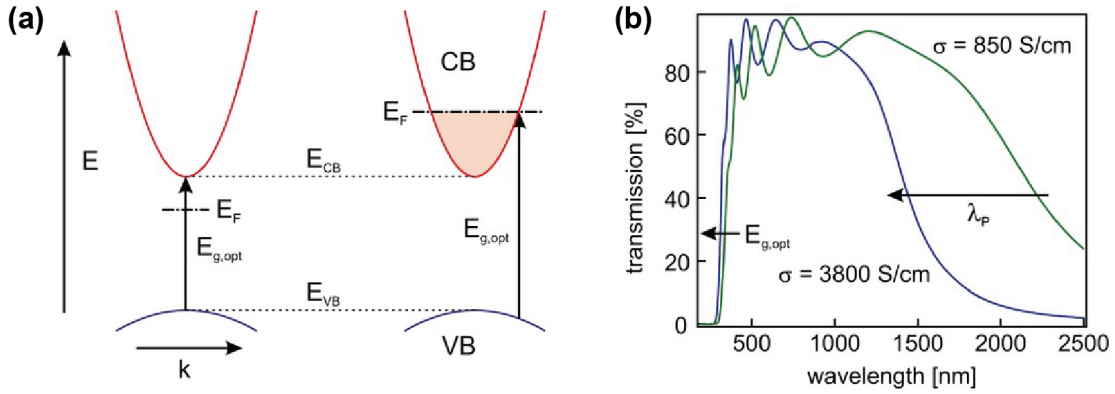 (a)
E
CB
E_F
E_CB
E_F
E_g,opt
E_g,opt
E_VB
VB
k
(b)
transmission [%]
80
60
40
20
0
σ = 850 S/cm
λ_P
E_g,opt
σ = 3800 S/cm
500 1000 1500 2000 2500
wavelength [nm]